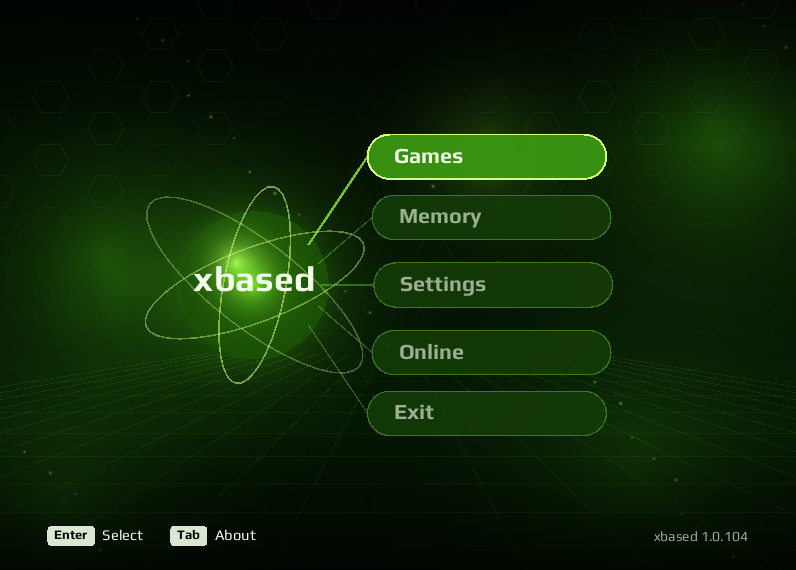 Games
Memory
xbased
Settings
Online
Exit
Enter Select Tab About
xbased 1.0.104